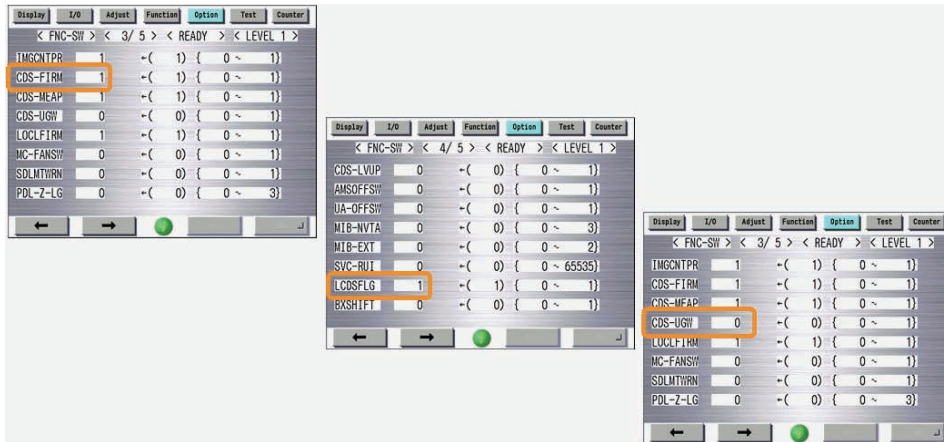 Display I/O Adjust Function Option Test Counter
< FNC-SW > < 3/ 5 > < READY > < LEVEL 1 >
IMGCNTPR 1 ←( 1) { 0 ~ 1}
CDS-FIRM 1 ←( 1) { 0 ~ 1}
CDS-MEAP 1 ←( 1) { 0 ~ 1}
CDS-UGW 0 ←( 0) { 0 ~ 1}
LOCLFIRM 1 ←( 1) { 0 ~ 1}
MC-FANSW 0 ←( 0) { 0 ~ 1}
SDLMTWRN 0 ←( 0) { 0 ~ 1}
PDL-Z-LG 0 ←( 0) { 0 ~ 3}
← →
Display I/O Adjust Function Option Test Counter
< FNC-SW > < 4/ 5 > < READY > < LEVEL 1 >
CDS-LVUP 0 ←( 0) { 0 ~ 1}
AMSOFFSW 0 ←( 0) { 0 ~ 1}
UA-OFFSW 0 ←( 0) { 0 ~ 1}
MIB-NVTA 0 ←( 0) { 0 ~ 3}
MIB-EXT 0 ←( 0) { 0 ~ 2}
SVC-RUI 0 ←( 0) { 0 ~ 65535}
LCDSFLG 1 ←( 1) { 0 ~ 1}
BXSHIFT 0 ←( 0) { 0 ~ 1}
← →
Display I/O Adjust Function Option Test Counter
< FNC-SW > < 3/ 5 > < READY > < LEVEL 1 >
IMGCNTPR 1 ←( 1) { 0 ~ 1}
CDS-FIRM 1 ←( 1) { 0 ~ 1}
CDS-MEAP 1 ←( 1) { 0 ~ 1}
CDS-UGW 0 ←( 0) { 0 ~ 1}
LOCLFIRM 1 ←( 1) { 0 ~ 1}
MC-FANSW 0 ←( 0) { 0 ~ 1}
SDLMTWRN 0 ←( 0) { 0 ~ 1}
PDL-Z-LG 0 ←( 0) { 0 ~ 3}
← →